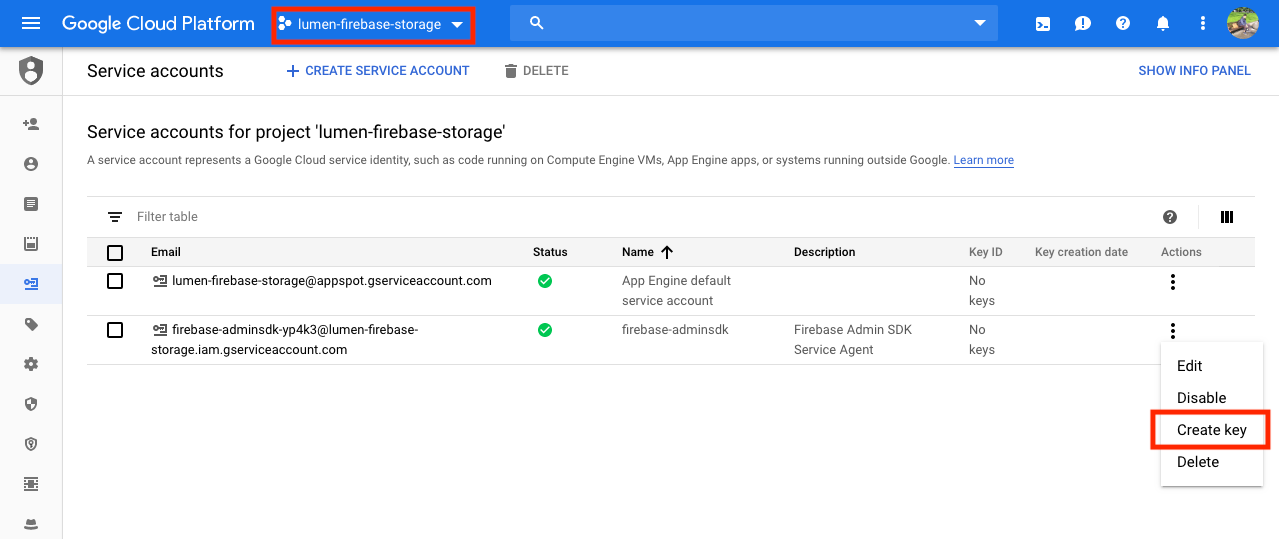 Google Cloud Platform
lumen-firebase-storage
Service accounts
CREATE SERVICE ACCOUNT
DELETE
SHOW INFO PANEL
Service accounts for project 'lumen-firebase-storage'
A service account represents a Google Cloud service identity, such as code running on Compute Engine VMs, App Engine apps, or systems running outside Google. Learn more
Filter table
Email
Status
Name
Description
Key ID
Key creation date
Actions
lumen-firebase-storage@appspot.gserviceaccount.com
App Engine default
service account
No
keys
firebase-adminsdk-yp4k3@lumen-firebase-
storage.iam.gserviceaccount.com
firebase-adminsdk
Firebase Admin SDK
Service Agent
No
keys
Edit
Disable
Create key
Delete